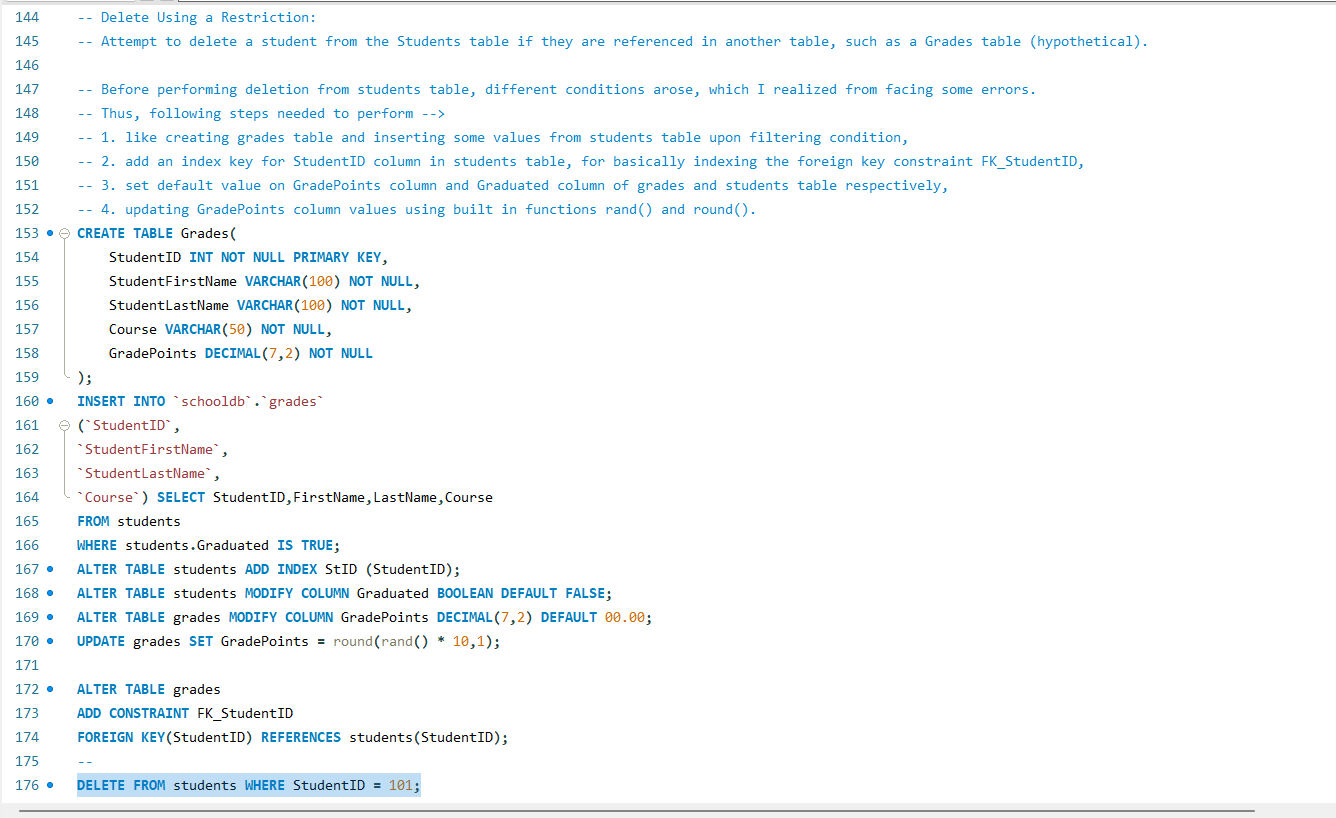 144 -- Delete Using a Restriction:
145 -- Attempt to delete a student from the Students table if they are referenced in another table, such as a Grades table (hypothetical).
146
147 -- Before performing deletion from students table, different conditions arose, which I realized from facing some errors.
148 -- Thus, following steps needed to perform -->
149 -- 1. like creating grades table and inserting some values from students table upon filtering condition,
150 -- 2. add an index key for StudentID column in students table, for basically indexing the foreign key constraint FK_StudentID,
151 -- 3. set default value on GradePoints column and Graduated column of grades and students table respectively,
152 -- 4. updating GradePoints column values using built in functions rand() and round().
153 CREATE TABLE Grades(
154 StudentID INT NOT NULL PRIMARY KEY,
155 StudentFirstName VARCHAR(100) NOT NULL,
156 StudentLastName VARCHAR(100) NOT NULL,
157 Course VARCHAR(50) NOT NULL,
158 GradePoints DECIMAL(7,2) NOT NULL
159 );
160 INSERT INTO `schooldb`.`grades`
161 (`StudentID`,
162 `StudentFirstName`,
163 `StudentLastName`,
164 `Course`) SELECT StudentID,FirstName,LastName,Course
165 FROM students
166 WHERE students.Graduated IS TRUE;
167 ALTER TABLE students ADD INDEX StID (StudentID);
168 ALTER TABLE students MODIFY COLUMN Graduated BOOLEAN DEFAULT FALSE;
169 ALTER TABLE grades MODIFY COLUMN GradePoints DECIMAL(7,2) DEFAULT 00.00;
170 UPDATE grades SET GradePoints = round(rand() * 10,1);
171
172 ALTER TABLE grades
173 ADD CONSTRAINT FK_StudentID
174 FOREIGN KEY(StudentID) REFERENCES students(StudentID);
175 --
176 DELETE FROM students WHERE StudentID = 101;